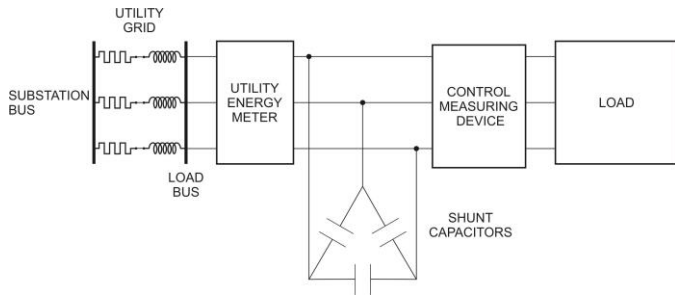 UTILITY
GRID
SUBSTATION
BUS
UTILITY
ENERGY
METER
CONTROL
MEASURING
DEVICE
LOAD
LOAD
BUS
SHUNT
CAPACITORS